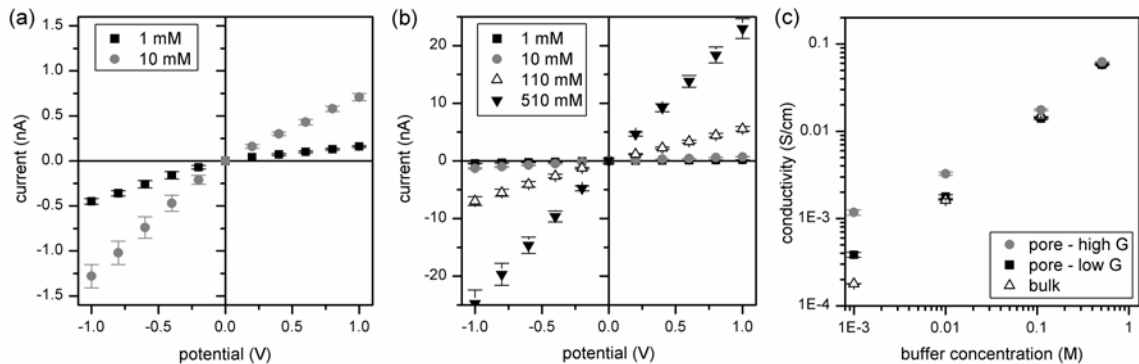 (a)
1 mM
10 mM
current (nA)
1.5
1.0
0.5
0.0
-0.5
-1.0
-1.5
-1.0
-0.5
0.0
0.5
1.0
potential (V)
(b)
1 mM
10 mM
110 mM
510 mM
current (nA)
20
10
0
-10
-20
-1.0
-0.5
0.0
0.5
1.0
potential (V)
(c)
conductivity (S/cm)
0.1
0.01
1E-3
1E-4
pore - high G
pore - low G
bulk
1E-3
0.01
0.1
1
buffer concentration (M)